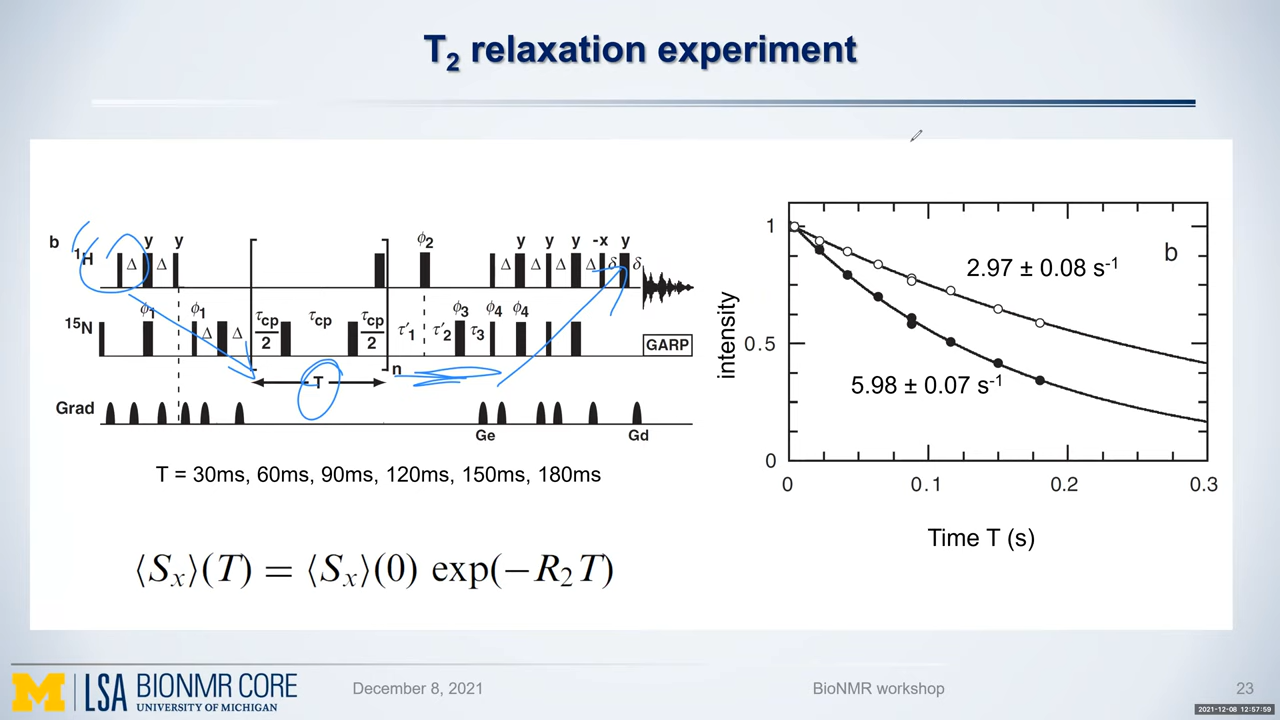 T₂ relaxation experiment
b
¹H
y y
ϕ₂
y y y -x y
Δ Δ
Δ Δ Δ Δ δ δ
¹⁵N
ϕ₁ ϕ₁
Δ Δ
τcp/2 τcp τcp/2
τ′₁ τ′₂ ϕ₃ τ₃ ϕ₄ ϕ₄
GARP
n
T
Grad
Ge Gd
T = 30ms, 60ms, 90ms, 120ms, 150ms, 180ms
⟨Sₓ⟩(T) = ⟨Sₓ⟩(0) exp(−R₂T)
1
0.5
0
intensity
b
2.97 ± 0.08 s⁻¹
5.98 ± 0.07 s⁻¹
0 0.1 0.2 0.3
Time T (s)
M LSA BIONMR CORE
UNIVERSITY OF MICHIGAN
December 8, 2021
BioNMR workshop
23
2021-12-08 12:57:59